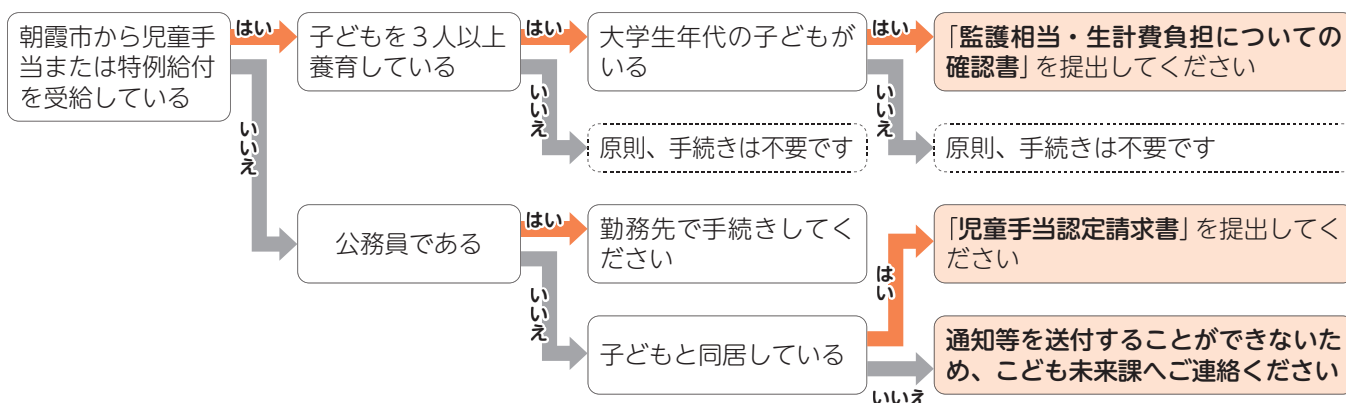 朝霞市から児童手
当または特例給付
を受給している
はい
子どもを3人以上
養育している
はい
大学生年代の子どもが
いる
はい
「監護相当・生計費負担についての
確認書」を提出してください
いいえ
いいえ
原則、手続きは不要です
いいえ
原則、手続きは不要です
公務員である
はい
勤務先で手続きしてく
ださい
いいえ
子どもと同居している
はい
「児童手当認定請求書」を提出してく
ださい
いいえ
通知等を送付することができないた
め、こども未来課へご連絡ください